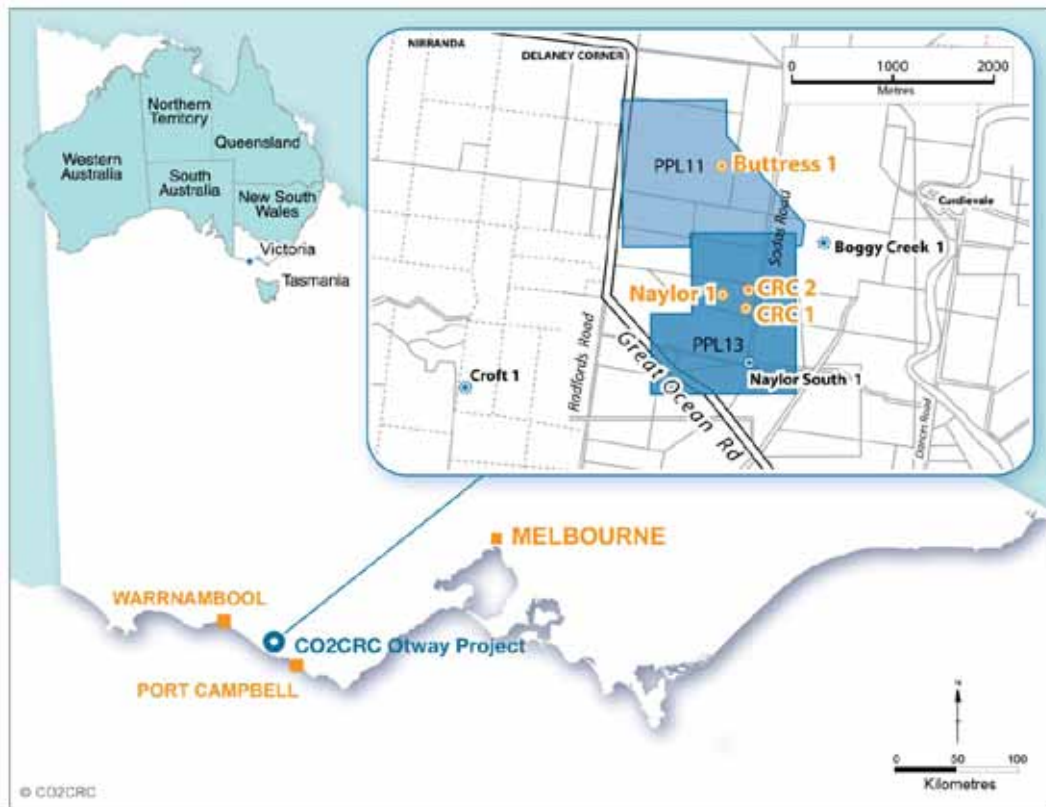 Northern
Territory
Queensland
Western
Australia
South
Australia
New South
Wales
Victoria
Tasmania
NIRRANDA
DELANEY CORNER
0 1000 2000
Metres
PPL11
Buttress 1
Sodas Road
Curdievale
Boggy Creek 1
Naylor 1
CRC 2
CRC 1
PPL13
Radfords Road
Great Ocean Rd
Croft 1
Naylor South 1
Dances Road
MELBOURNE
WARRNAMBOOL
CO2CRC Otway Project
PORT CAMPBELL
N
0 50 100
Kilometres
© CO2CRC